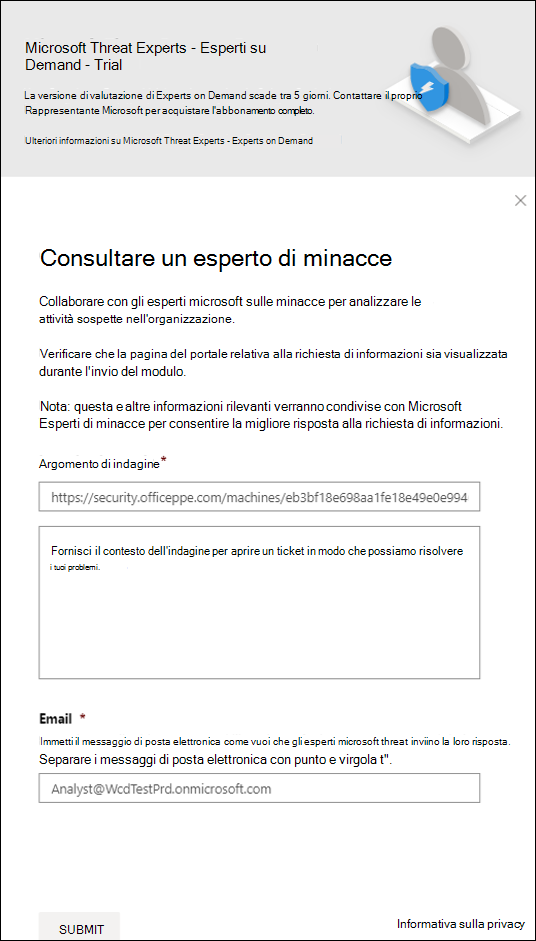 Microsoft Threat Experts - Esperti su
Demand - Trial
La versione di valutazione di Experts on Demand scade tra 5 giorni. Contattare il proprio
Rappresentante Microsoft per acquistare l'abbonamento completo.
Ulteriori informazioni su Microsoft Threat Experts - Experts on Demand
Consultare un esperto di minacce
Collaborare con gli esperti microsoft sulle minacce per analizzare le
attività sospette nell'organizzazione.
Verificare che la pagina del portale relativa alla richiesta di informazioni sia visualizzata
durante l'invio del modulo.
Nota: questa e altre informazioni rilevanti verranno condivise con Microsoft
Esperti di minacce per consentire la migliore risposta alla richiesta di informazioni.
Argomento di indagine*
https://security.officeppe.com/machines/eb3bf18e698aa1fe18e49e0e994
Fornisci il contesto dell'indagine per aprire un ticket in modo che possiamo risolvere
i tuoi problemi.
Email *
Immetti il messaggio di posta elettronica come vuoi che gli esperti microsoft threat inviino la loro risposta.
Separare i messaggi di posta elettronica con punto e virgola t".
Analyst@WcdTestPrd.onmicrosoft.com
SUBMIT
Informativa sulla privacy